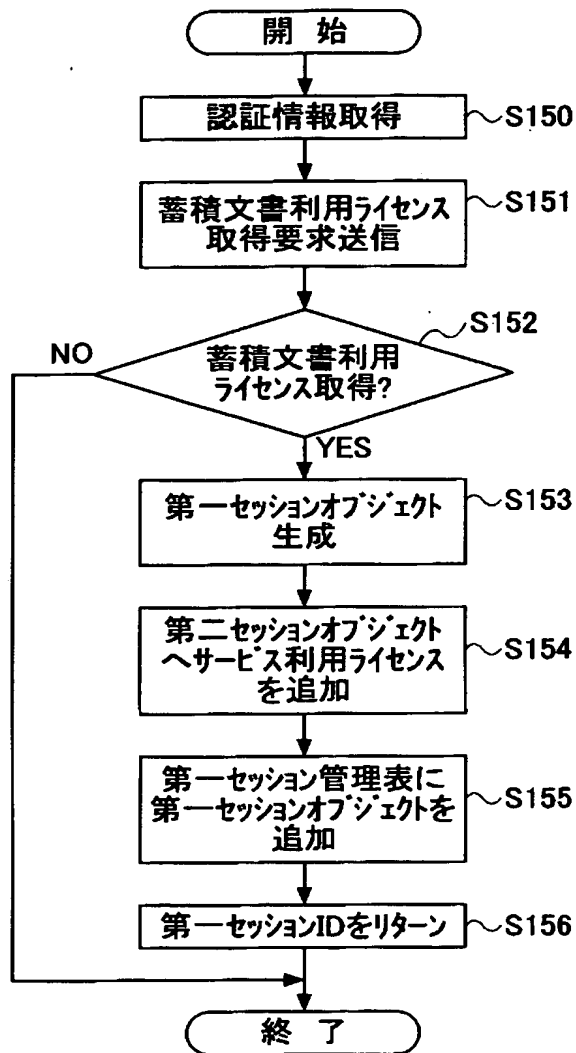 開 始
認証情報取得
S150
蓄積文書利用ライセンス
取得要求送信
S151
S152
NO
蓄積文書利用
ライセンス取得?
YES
第一セッションオブジェクト
生成
S153
第二セッションオブジェクト
へサービス利用ライセンス
を追加
S154
第一セッション管理表に
第一セッションオブジェクトを
追加
S155
第一セッションIDをリターン
S156
終 了